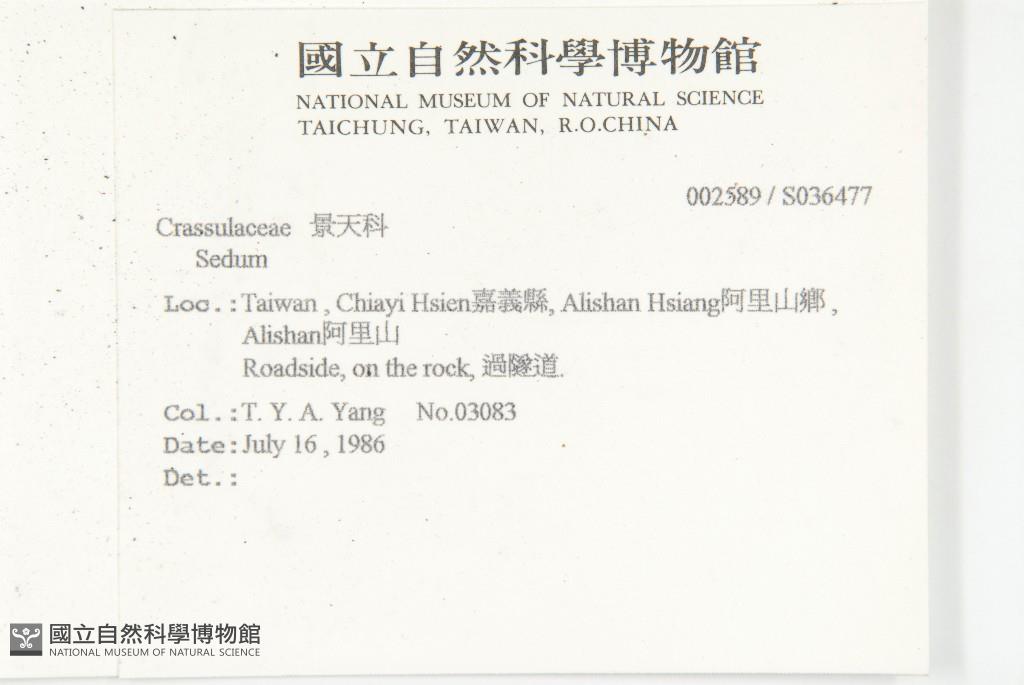 國立自然科學博物館
NATIONAL MUSEUM OF NATURAL SCIENCE
TAICHUNG, TAIWAN, R.O.CHINA
002589 / S036477
Crassulaceae 景天科
Sedum
Loc.:Taiwan , Chiayi Hsien嘉義縣, Alishan Hsiang阿里山鄉 ,
Alishan阿里山
Roadside, on the rock, 過隧道.
Col.:T. Y. A. Yang No.03083
Date:July 16 , 1986
Det.:
國立自然科學博物館
NATIONAL MUSEUM OF NATURAL SCIENCE